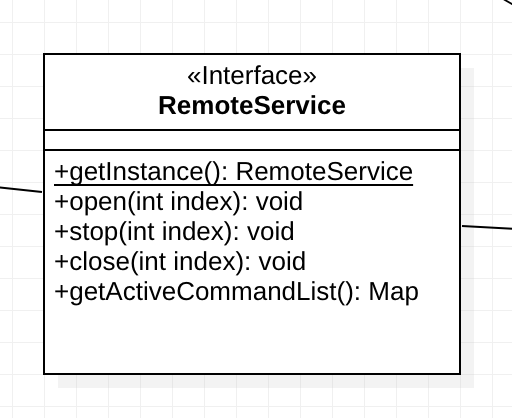 «Interface»
RemoteService
+getInstance(): RemoteService
+open(int index): void
+stop(int index): void
+close(int index): void
+getActiveCommandList(): Map